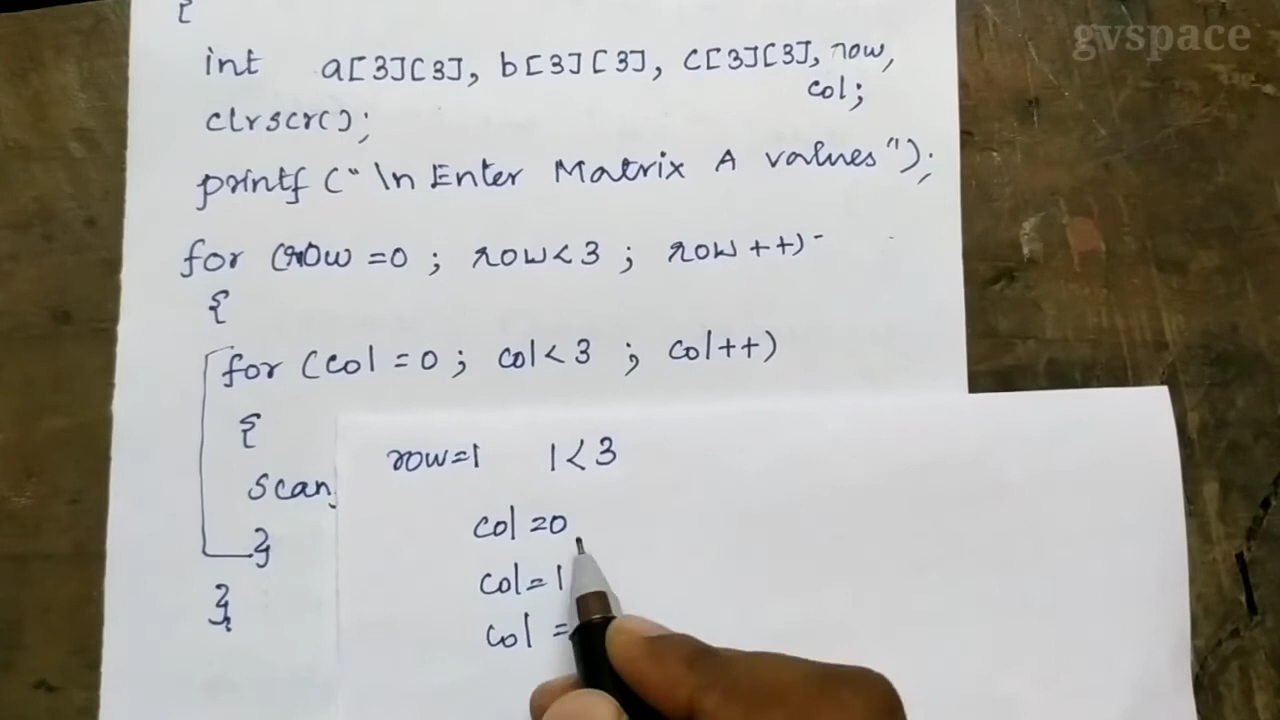 gvspace
{
int a[3][3], b[3][3], c[3][3], row,
col;
clrscr();
printf ("\n Enter Matrix A values");
for (row =0 ; row<3 ; row ++)
{
for (col = 0 ; col<3 ; col++)
{
scan
}
}
row=1 1<3
col =0
col=1
col =